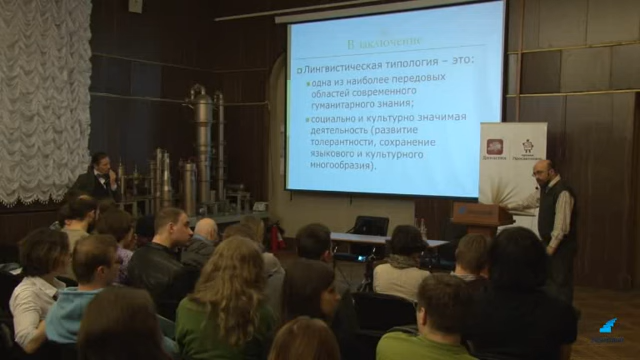 В заключение
Лингвистическая типология – это:
одна из наиболее передовых
областей современного
гуманитарного знания;
социально и культурно значимая
деятельность (развитие
толерантности, сохранение
языкового и культурного
многообразия).